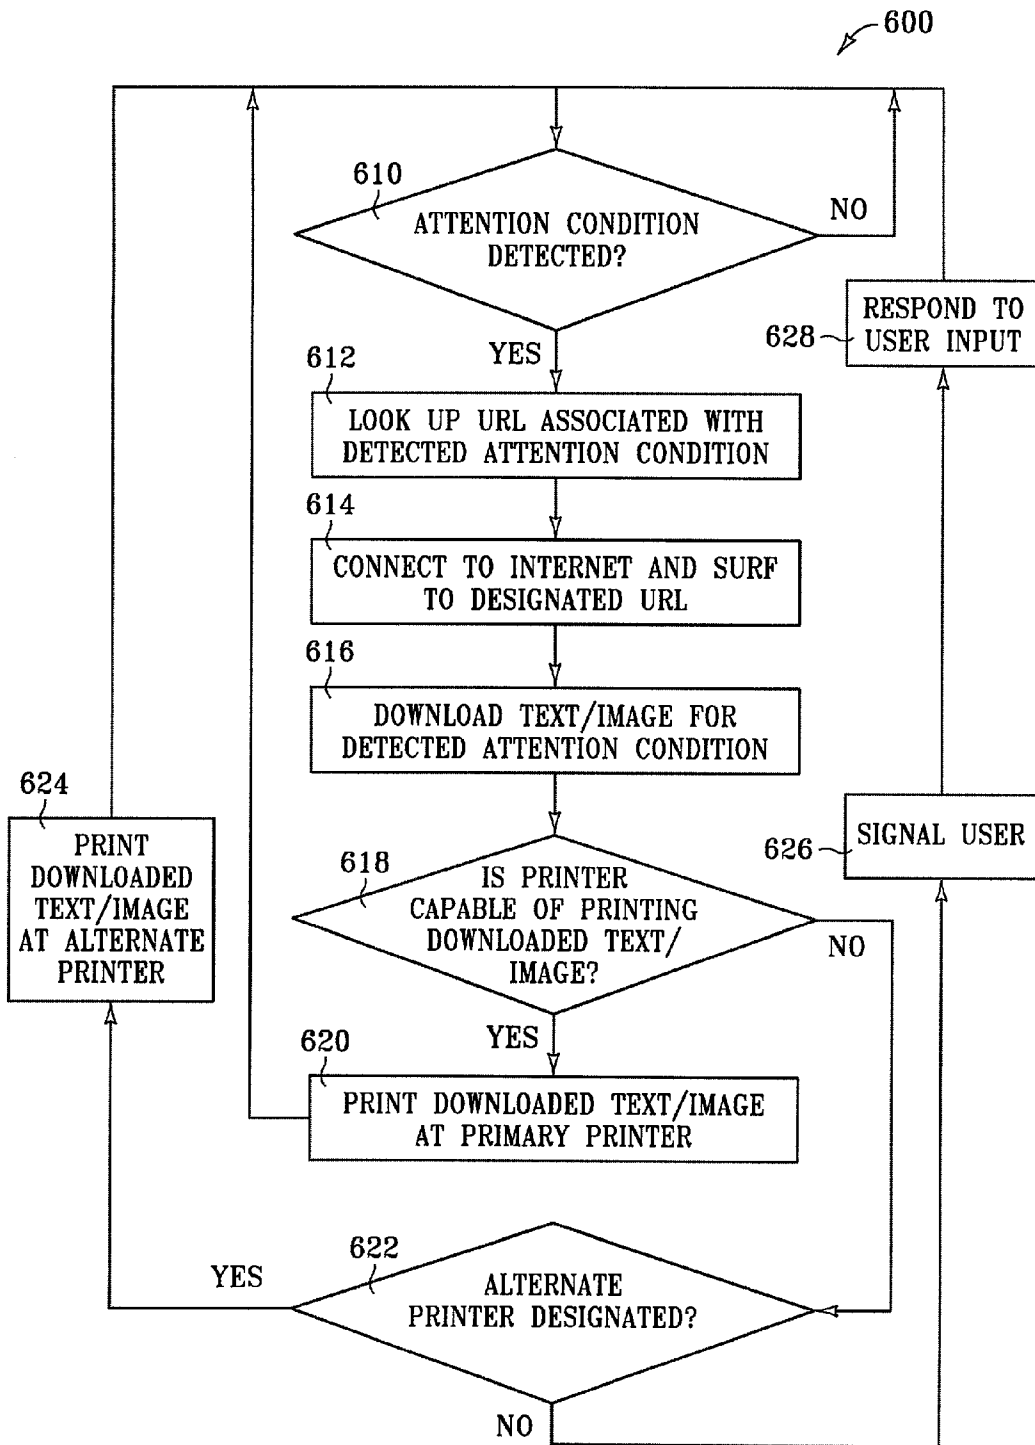 600
610
ATTENTION CONDITION
DETECTED?
NO
YES
RESPOND TO
USER INPUT
628
612
LOOK UP URL ASSOCIATED WITH
DETECTED ATTENTION CONDITION
614
CONNECT TO INTERNET AND SURF
TO DESIGNATED URL
616
DOWNLOAD TEXT/IMAGE FOR
DETECTED ATTENTION CONDITION
624
PRINT
DOWNLOADED
TEXT/IMAGE
AT ALTERNATE
PRINTER
618
IS PRINTER
CAPABLE OF PRINTING
DOWNLOADED TEXT/
IMAGE?
NO
YES
SIGNAL USER
626
620
PRINT DOWNLOADED TEXT/IMAGE
AT PRIMARY PRINTER
622
ALTERNATE
PRINTER DESIGNATED?
YES
NO